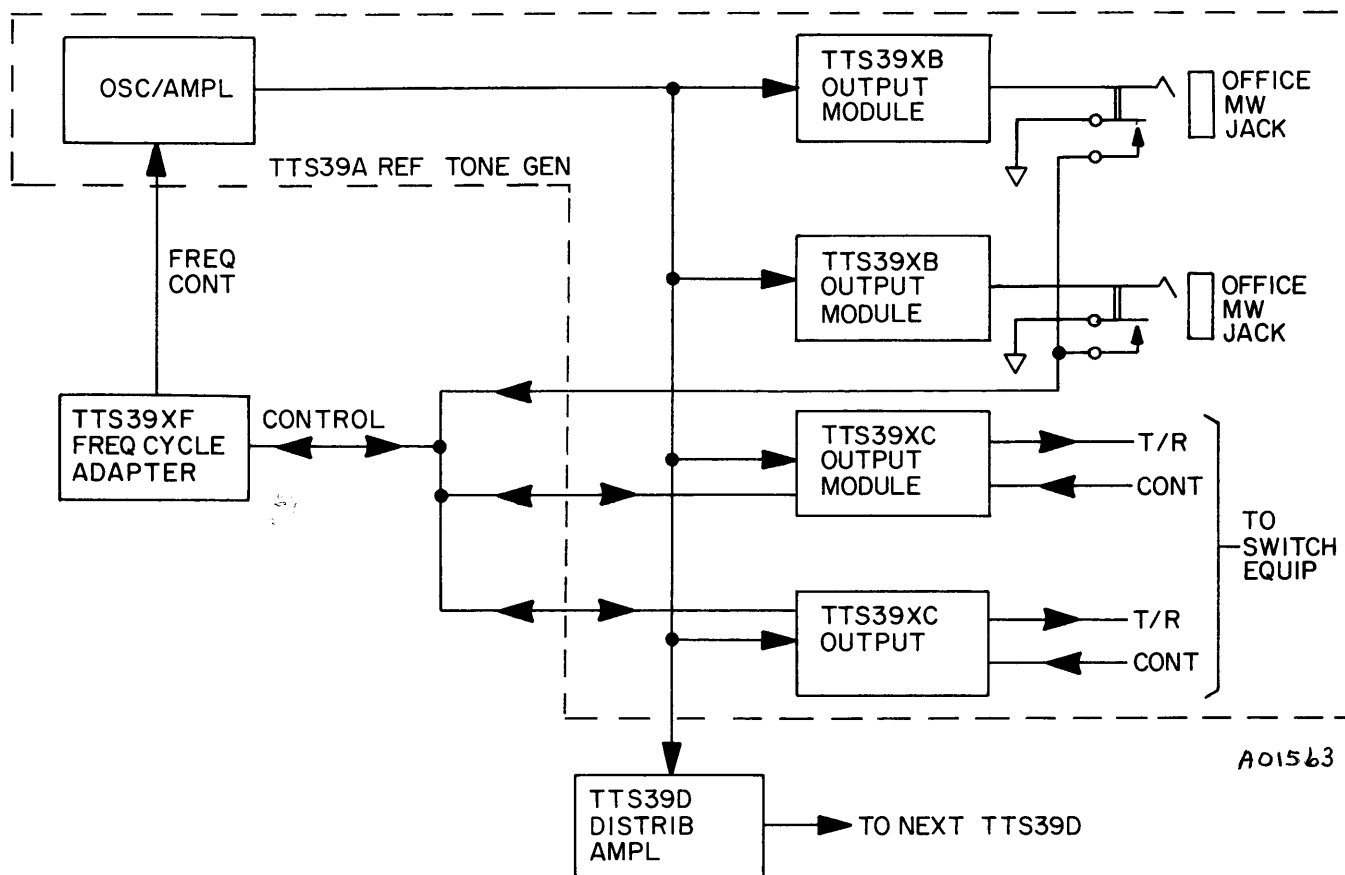 OSC/AMPL
TTS39A REF TONE GEN
TTS39XB
OUTPUT
MODULE
OFFICE
MW
JACK
FREQ
CONT
TTS39XB
OUTPUT
MODULE
OFFICE
MW
JACK
TTS39XF
FREQ CYCLE
ADAPTER
CONTROL
TTS39XC
OUTPUT
MODULE
T/R
CONT
TO
SWITCH
EQUIP
TTS39XC
OUTPUT
T/R
CONT
A01563
TTS39D
DISTRIB
AMPL
TO NEXT TTS39D